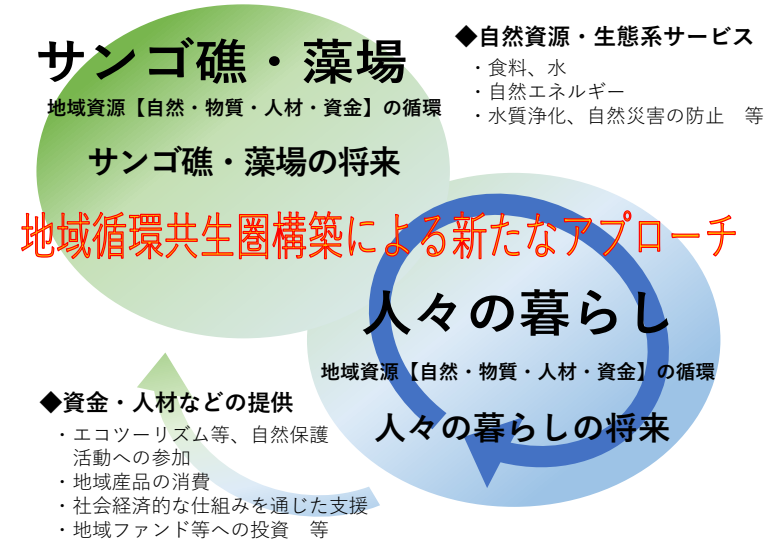 サンゴ礁・藻場
地域資源【自然・物質・人材・資金】の循環
サンゴ礁・藻場の将来
◆自然資源・生態系サービス
・食料、水
・自然エネルギー
・水質浄化、自然災害の防止　等
地域循環共生圏構築による新たなアプローチ
人々の暮らし
地域資源【自然・物質・人材・資金】の循環
人々の暮らしの将来
◆資金・人材などの提供
・エコツーリズム等、自然保護
活動への参加
・地域産品の消費
・社会経済的な仕組みを通じた支援
・地域ファンド等への投資　等